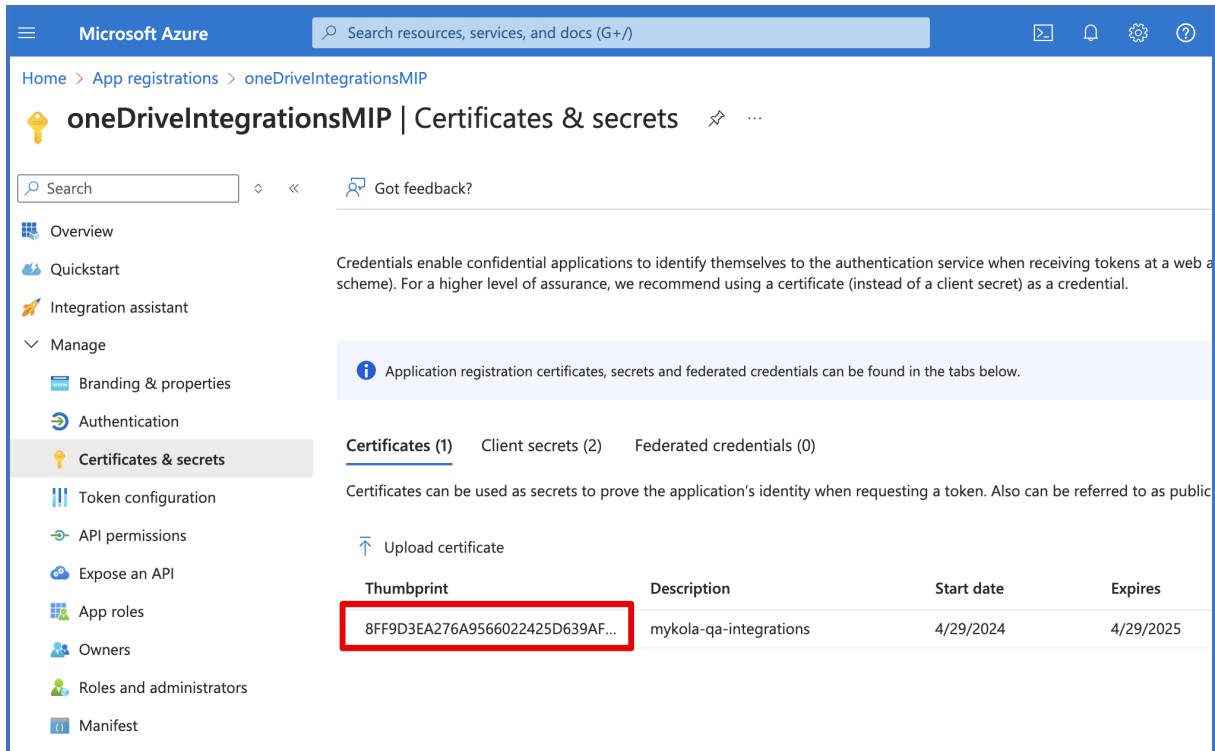 Microsoft Azure
Search resources, services, and docs (G+/)
Home > App registrations > oneDriveIntegrationsMIP
oneDriveIntegrationsMIP | Certificates & secrets
Search
Got feedback?
Overview
Quickstart
Integration assistant
Manage
Branding & properties
Authentication
Certificates & secrets
Token configuration
API permissions
Expose an API
App roles
Owners
Roles and administrators
Manifest
Credentials enable confidential applications to identify themselves to the authentication service when receiving tokens at a web a
scheme). For a higher level of assurance, we recommend using a certificate (instead of a client secret) as a credential.
Application registration certificates, secrets and federated credentials can be found in the tabs below.
Certificates (1) Client secrets (2) Federated credentials (0)
Certificates can be used as secrets to prove the application's identity when requesting a token. Also can be referred to as public
Upload certificate
Thumbprint Description Start date Expires
8FF9D3EA276A9566022425D639AF... mykola-qa-integrations 4/29/2024 4/29/2025